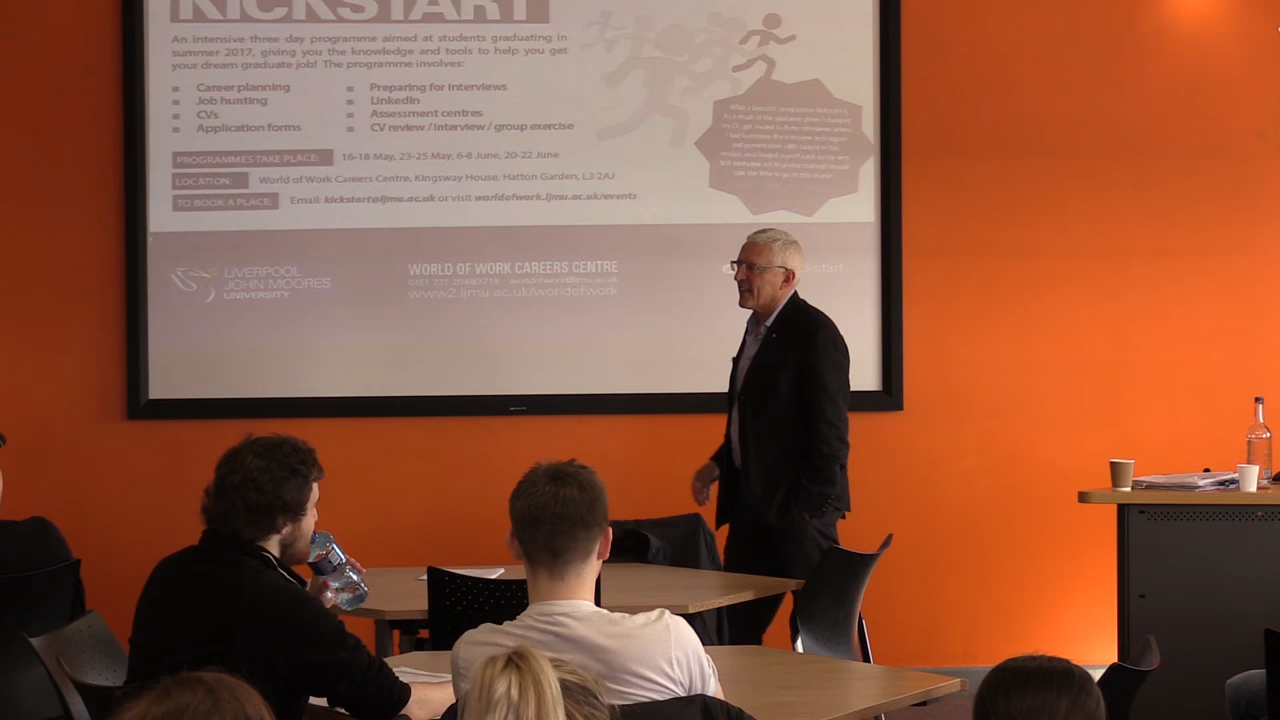 KICKSTART
An intensive three day programme aimed at students graduating in
summer 2017, giving you the knowledge and tools to help you get
your dream graduate job! The programme involves:
Career planning
Job hunting
CVs
Application forms
Preparing for interviews
LinkedIn
Assessment centres
CV review / interview / group exercise
PROGRAMMES TAKE PLACE: 16-18 May, 23-25 May, 6-8 June, 20-22 June
LOCATION: World of Work Careers Centre, Kingsway House, Hatton Garden, L3 2AJ
TO BOOK A PLACE: Email: kickstart@ljmu.ac.uk or visit worldofwork.ljmu.ac.uk/events
LIVERPOOL
JOHN MOORES
UNIVERSITY
WORLD OF WORK CAREERS CENTRE
worldofwork@ljmu.ac.uk
www2.ljmu.ac.uk/worldofwork
start